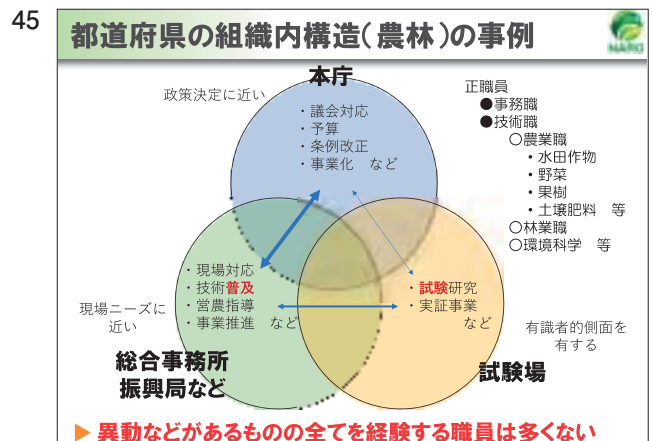 45
都道府県の組織内構造(農林)の事例
NARO
本庁
政策決定に近い
・議会対応
・予算
・条例改正
・事業化 など
正職員
●事務職
●技術職
○農業職
・水田作物
・野菜
・果樹
・土壌肥料 等
○林業職
○環境科学 等
・現場対応
・技術普及
・営農指導
・事業推進 など
現場ニーズに
近い
総合事務所
振興局など
・試験研究
・実証事業
など
有識者的側面を
有する
試験場
▶ 異動などがあるものの全てを経験する職員は多くない